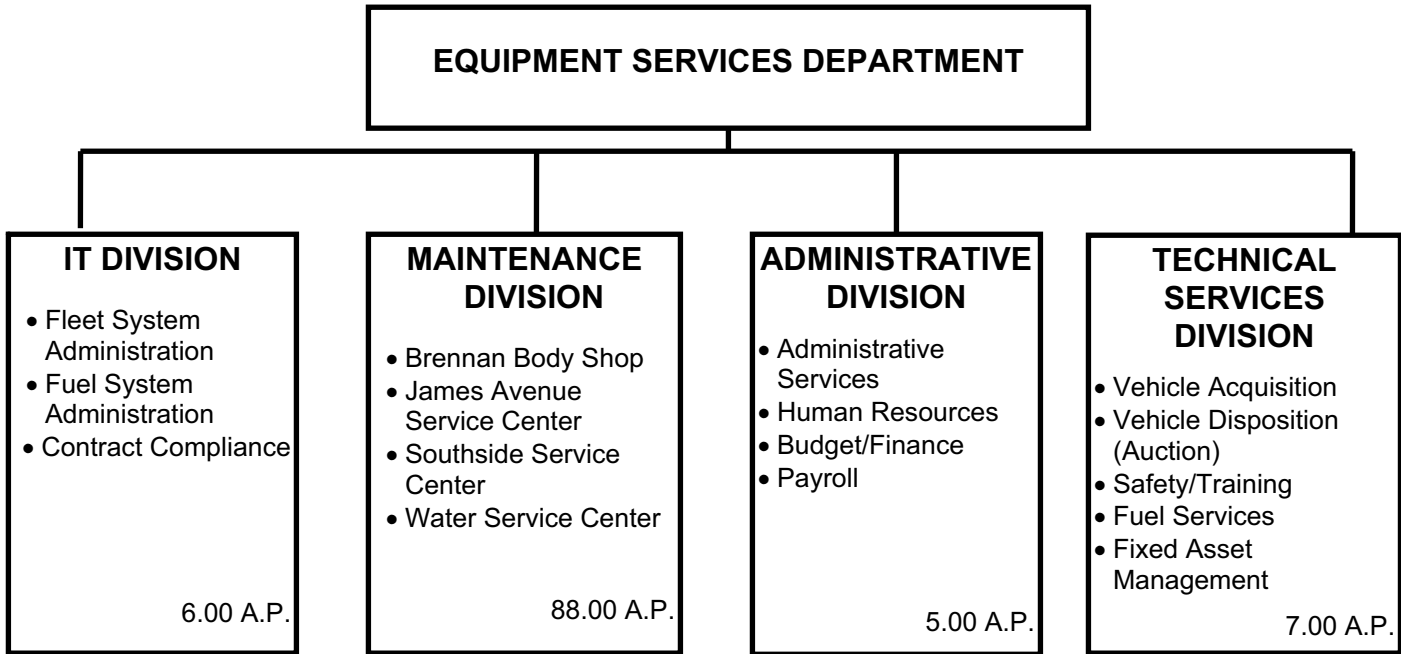 EQUIPMENT SERVICES DEPARTMENT
IT DIVISION
• Fleet System
Administration
• Fuel System
Administration
• Contract Compliance
6.00 A.P.
MAINTENANCE
DIVISION
• Brennan Body Shop
• James Avenue
Service Center
• Southside Service
Center
• Water Service Center
88.00 A.P.
ADMINISTRATIVE
DIVISION
• Administrative
Services
• Human Resources
• Budget/Finance
• Payroll
5.00 A.P.
TECHNICAL
SERVICES
DIVISION
• Vehicle Acquisition
• Vehicle Disposition
(Auction)
• Safety/Training
• Fuel Services
• Fixed Asset
Management
7.00 A.P.